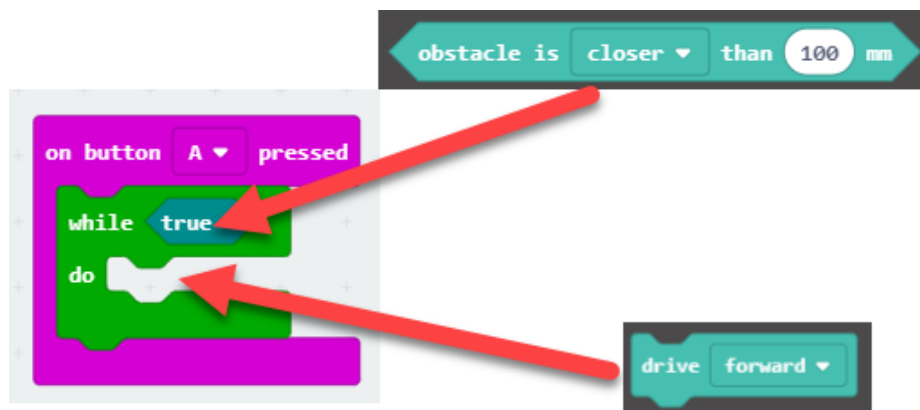 obstacle is closer than 100 mm
on button A pressed
while true
do
drive forward